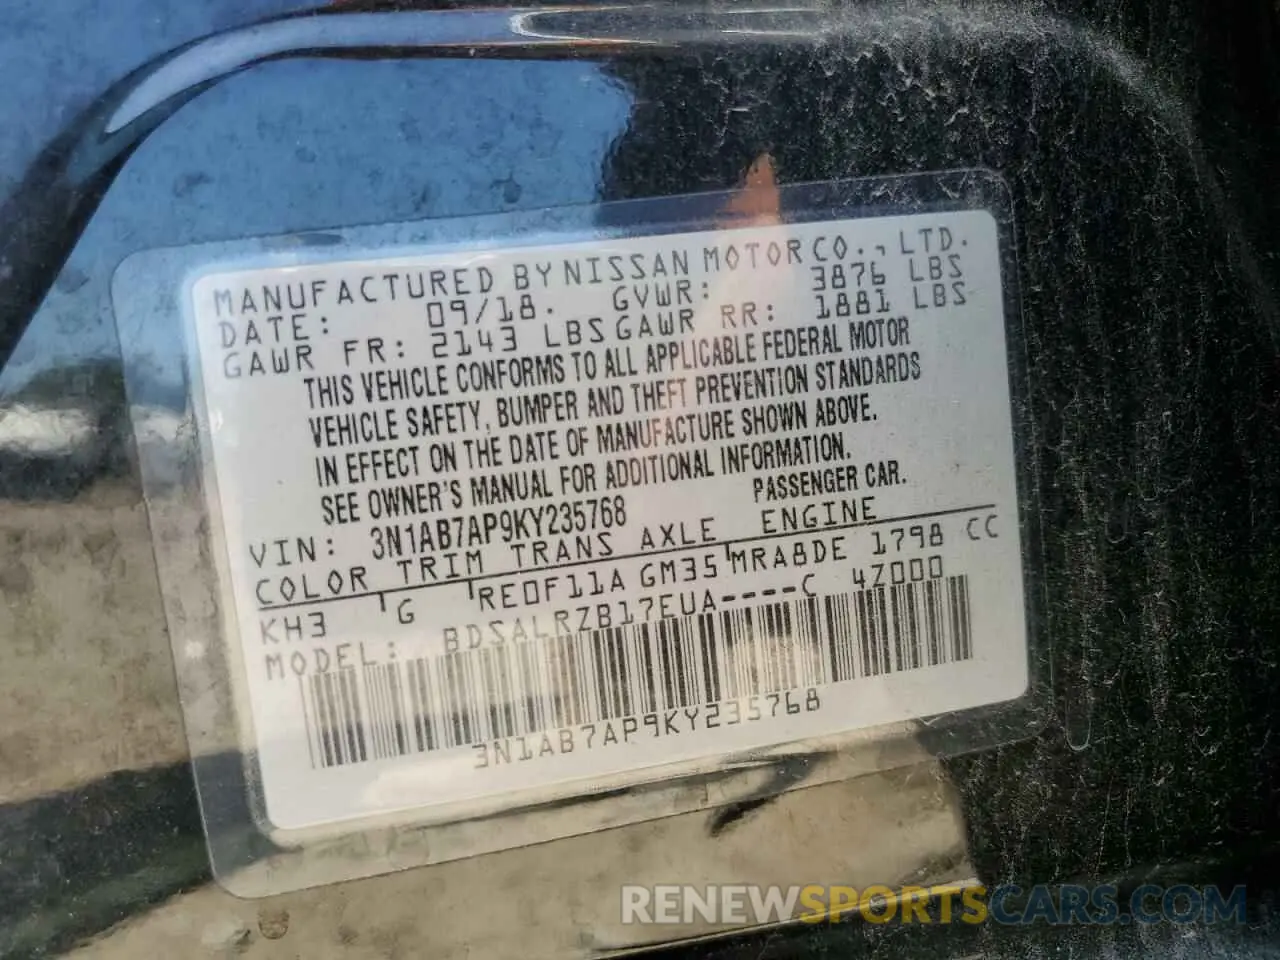 MANUFACTURED BY NISSAN MOTOR CO., LTD.
DATE: 09/18. GVWR: 3876 LBS
GAWR FR: 2143 LBS GAWR RR: 1881 LBS
THIS VEHICLE CONFORMS TO ALL APPLICABLE FEDERAL MOTOR
VEHICLE SAFETY, BUMPER AND THEFT PREVENTION STANDARDS
IN EFFECT ON THE DATE OF MANUFACTURE SHOWN ABOVE.
SEE OWNER'S MANUAL FOR ADDITIONAL INFORMATION.
VIN: 3N1AB7AP9KY235768 PASSENGER CAR.
COLOR TRIM TRANS AXLE ENGINE
KH3 G RE0F11A GM35 MRA8DE 1798 CC
MODEL: BDSALRZB17EUA----C 4Z000
3N1AB7AP9KY235768
RENEWSPORTSCARS.COM